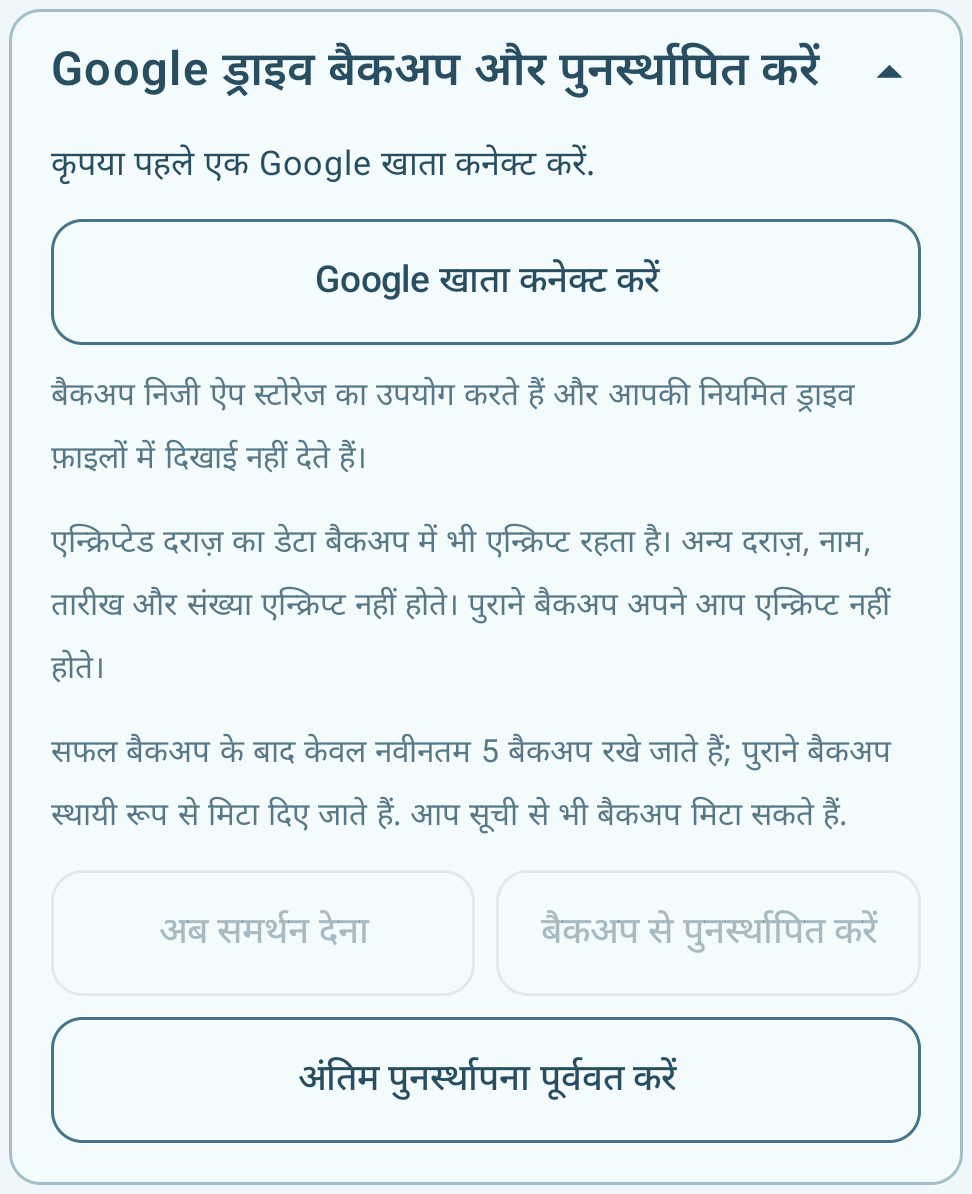 Google ड्राइव बैकअप और पुनर्स्थापित करें
कृपया पहले एक Google खाता कनेक्ट करें.
Google खाता कनेक्ट करें
बैकअप निजी ऐप स्टोरेज का उपयोग करते हैं और आपकी नियमित ड्राइव
फ़ाइलों में दिखाई नहीं देते हैं।
एन्क्रिप्टेड दराज़ का डेटा बैकअप में भी एन्क्रिप्ट रहता है। अन्य दराज़, नाम,
तारीख और संख्या एन्क्रिप्ट नहीं होते। पुराने बैकअप अपने आप एन्क्रिप्ट नहीं
होते।
सफल बैकअप के बाद केवल नवीनतम 5 बैकअप रखे जाते हैं; पुराने बैकअप
स्थायी रूप से मिटा दिए जाते हैं. आप सूची से भी बैकअप मिटा सकते हैं.
अब समर्थन देना
बैकअप से पुनर्स्थापित करें
अंतिम पुनर्स्थापना पूर्ववत करें